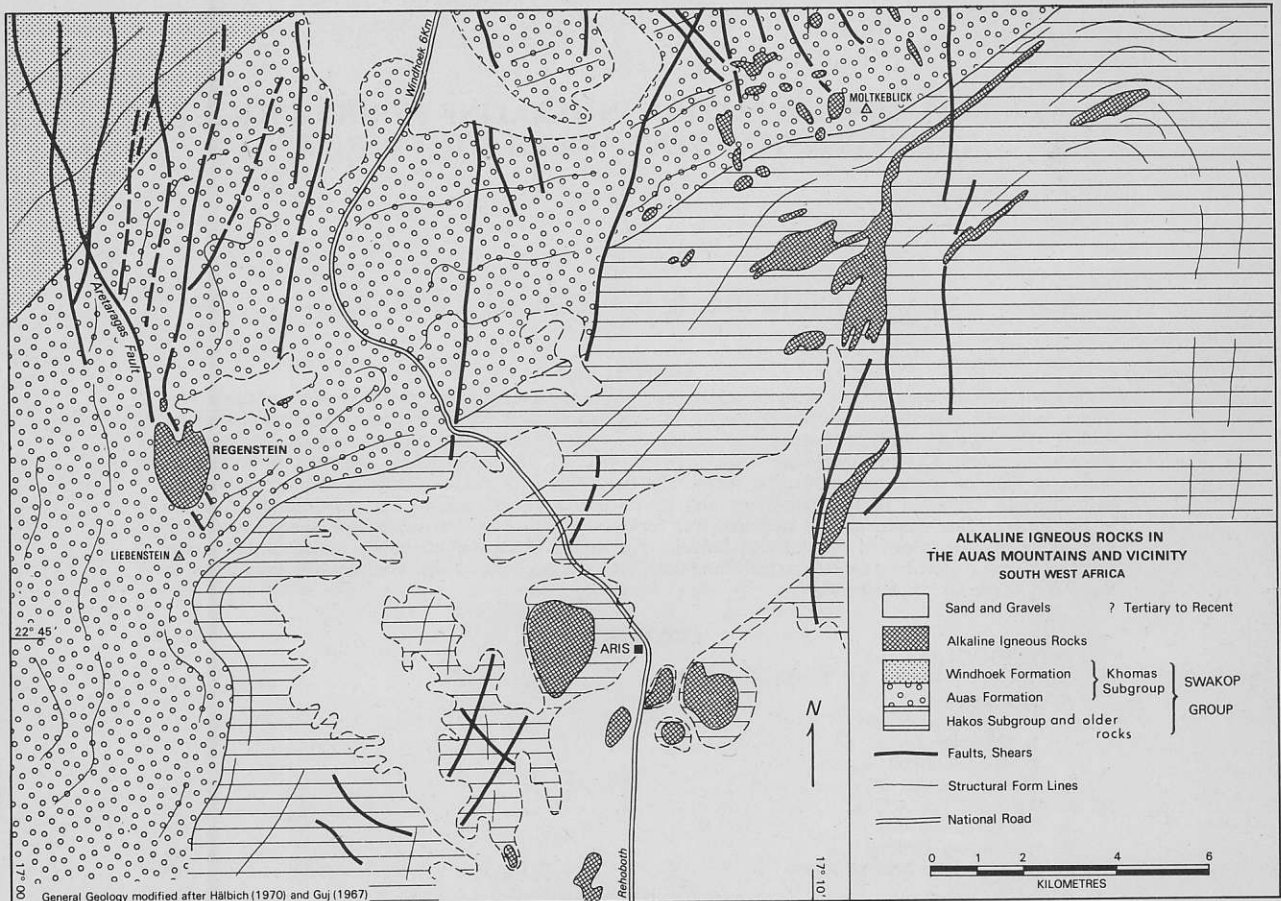 Windhoek 6Km
MOLTKEBLICK
Aretaragas Fault
REGENSTEIN
LIEBENSTEIN
22° 45'
ARIS
N
Rehoboth
17° 00
17° 10'
General Geology modified after Hälbich (1970) and Guj (1967)
ALKALINE IGNEOUS ROCKS IN
THE AUAS MOUNTAINS AND VICINITY
SOUTH WEST AFRICA
Sand and Gravels ? Tertiary to Recent
Alkaline Igneous Rocks
Windhoek Formation
Auas Formation
Khomas
Subgroup
SWAKOP
GROUP
Hakos Subgroup and older
rocks
Faults, Shears
Structural Form Lines
National Road
0 1 2 4 6
KILOMETRES